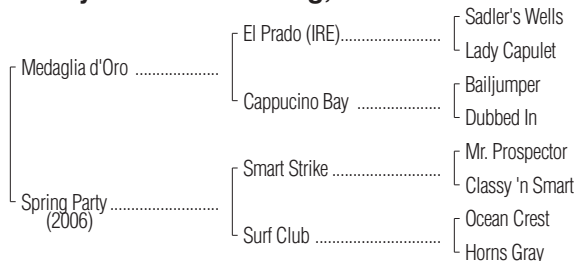 Sadler's Wells
El Prado (IRE)....................
Lady Capulet
Medaglia d'Oro .................
Bailjumper
Cappucino Bay .................
Dubbed In
Mr. Prospector
Smart Strike ......................
Classy 'n Smart
Spring Party ......................
(2006)
Ocean Crest
Surf Club .........................
Horns Gray